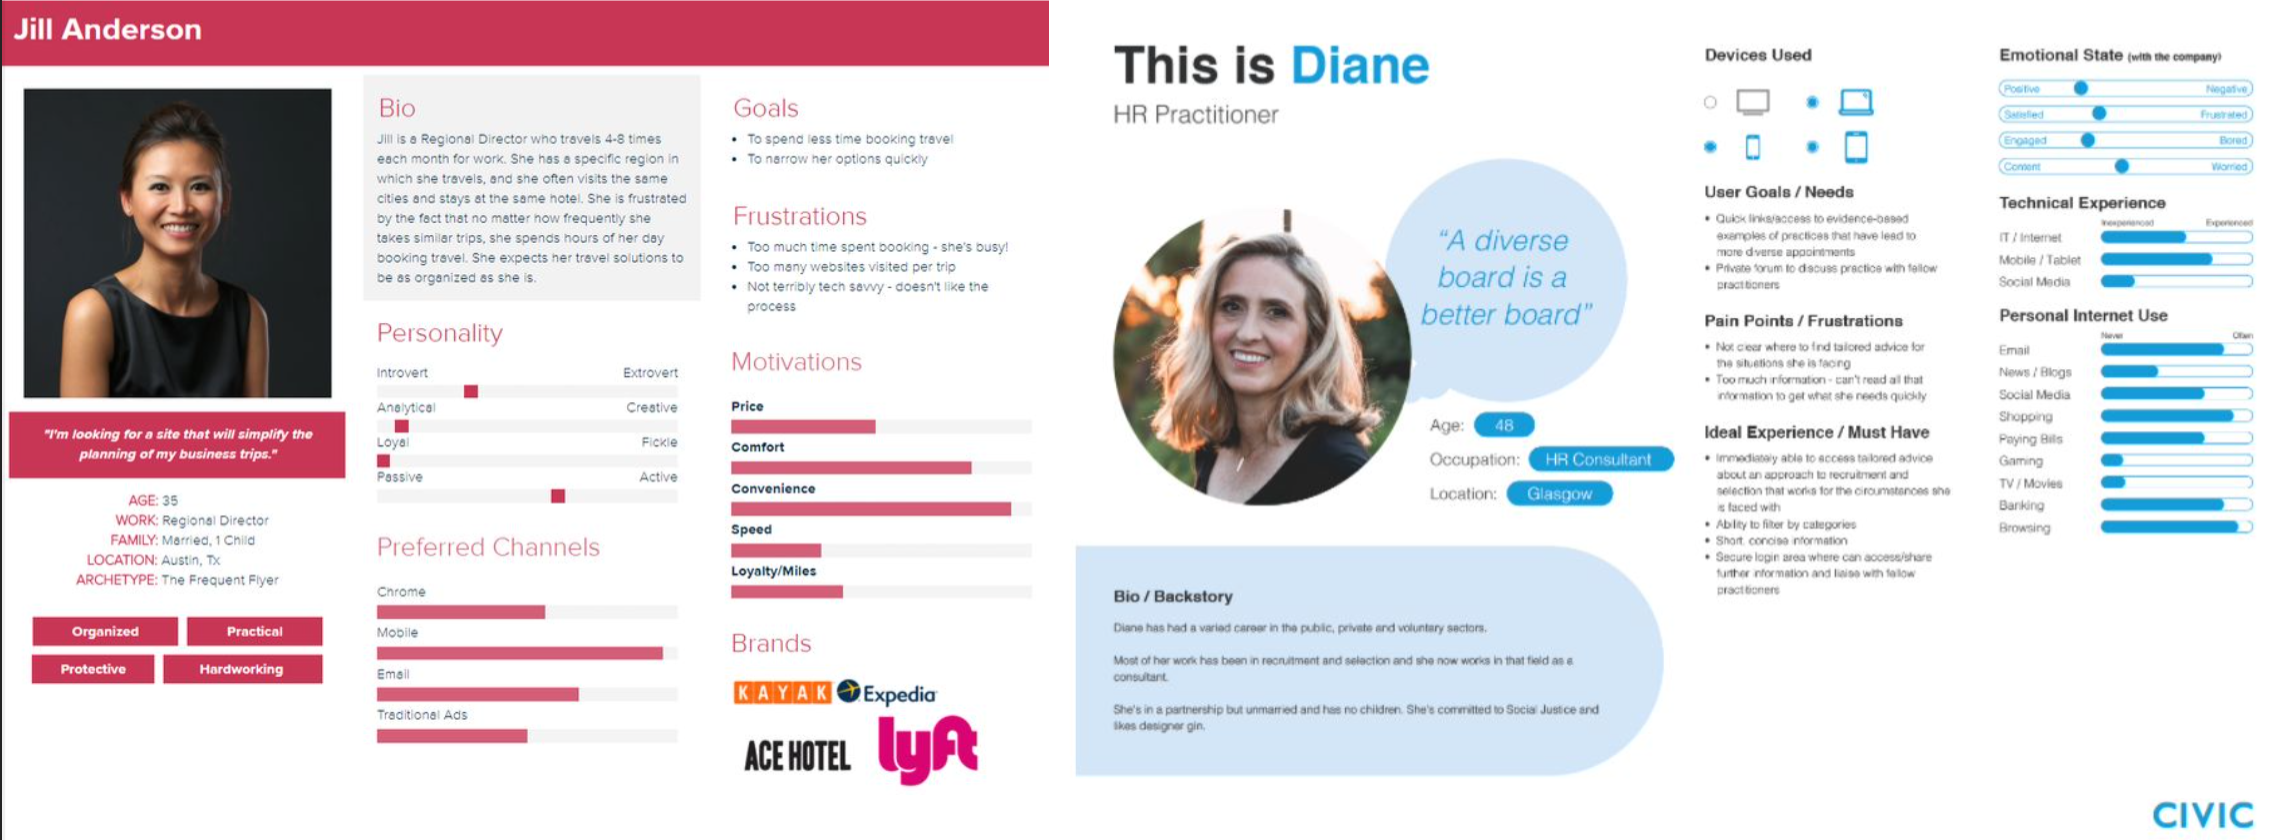 Jill Anderson
"I'm looking for a site that will simplify the
planning of my business trips."
AGE: 35
WORK: Regional Director
FAMILY: Married, 1 Child
LOCATION: Austin, Tx
ARCHETYPE: The Frequent Flyer
Organized
Practical
Protective
Hardworking
Bio
Jill is a Regional Director who travels 4-8 times
each month for work. She has a specific region in
which she travels, and she often visits the same
cities and stays at the same hotel. She is frustrated
by the fact that no matter how frequently she
takes similar trips, she spends hours of her day
booking travel. She expects her travel solutions to
be as organized as she is.
Personality
Introvert Extrovert
Analytical Creative
Loyal Fickle
Passive Active
Preferred Channels
Chrome
Mobile
Email
Traditional Ads
Goals
• To spend less time booking travel
• To narrow her options quickly
Frustrations
• Too much time spent booking - she's busy!
• Too many websites visited per trip
• Not terribly tech savvy - doesn't like the
process
Motivations
Price
Comfort
Convenience
Speed
Loyalty/Miles
Brands
KAYAK Expedia
ACE HOTEL lyft
This is Diane
HR Practitioner
“A diverse
board is a
better board”
Age: 48
Occupation: HR Consultant
Location: Glasgow
Bio / Backstory
Diane has had a varied career in the public, private and voluntary sectors.
Most of her work has been in recruitment and selection and she now works in that field as a
consultant.
She's in a partnership but unmarried and has no children. She's committed to Social Justice and
likes designer gin.
Devices Used
User Goals / Needs
• Quick links/access to evidence-based
examples of practices that have lead to
more diverse appointments
• Private forum to discuss practice with fellow
practitioners
Pain Points / Frustrations
• Not clear where to find tailored advice for
the situations she is facing
• Too much information - can't read all that
information to get what she needs quickly
Ideal Experience / Must Have
• Immediately able to access tailored advice
about an approach to recruitment and
selection that works for the circumstances she
is faced with
• Ability to filter by categories
• Short, concise information
• Secure login area where can access/share
further information and liaise with fellow
practitioners
Emotional State (with the company)
Positive Negative
Satisfied Frustrated
Engaged Bored
Content Worried
Technical Experience
Inexperienced Experienced
IT / Internet
Mobile / Tablet
Social Media
Personal Internet Use
Never Often
Email
News / Blogs
Social Media
Shopping
Paying Bills
Gaming
TV / Movies
Banking
Browsing
CIVIC